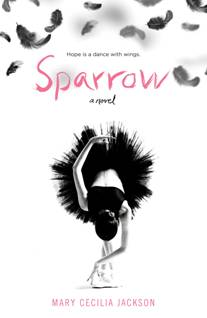 Hope is a dance with wings.
Sparrow
a novel
MARY CECILIA JACKSON